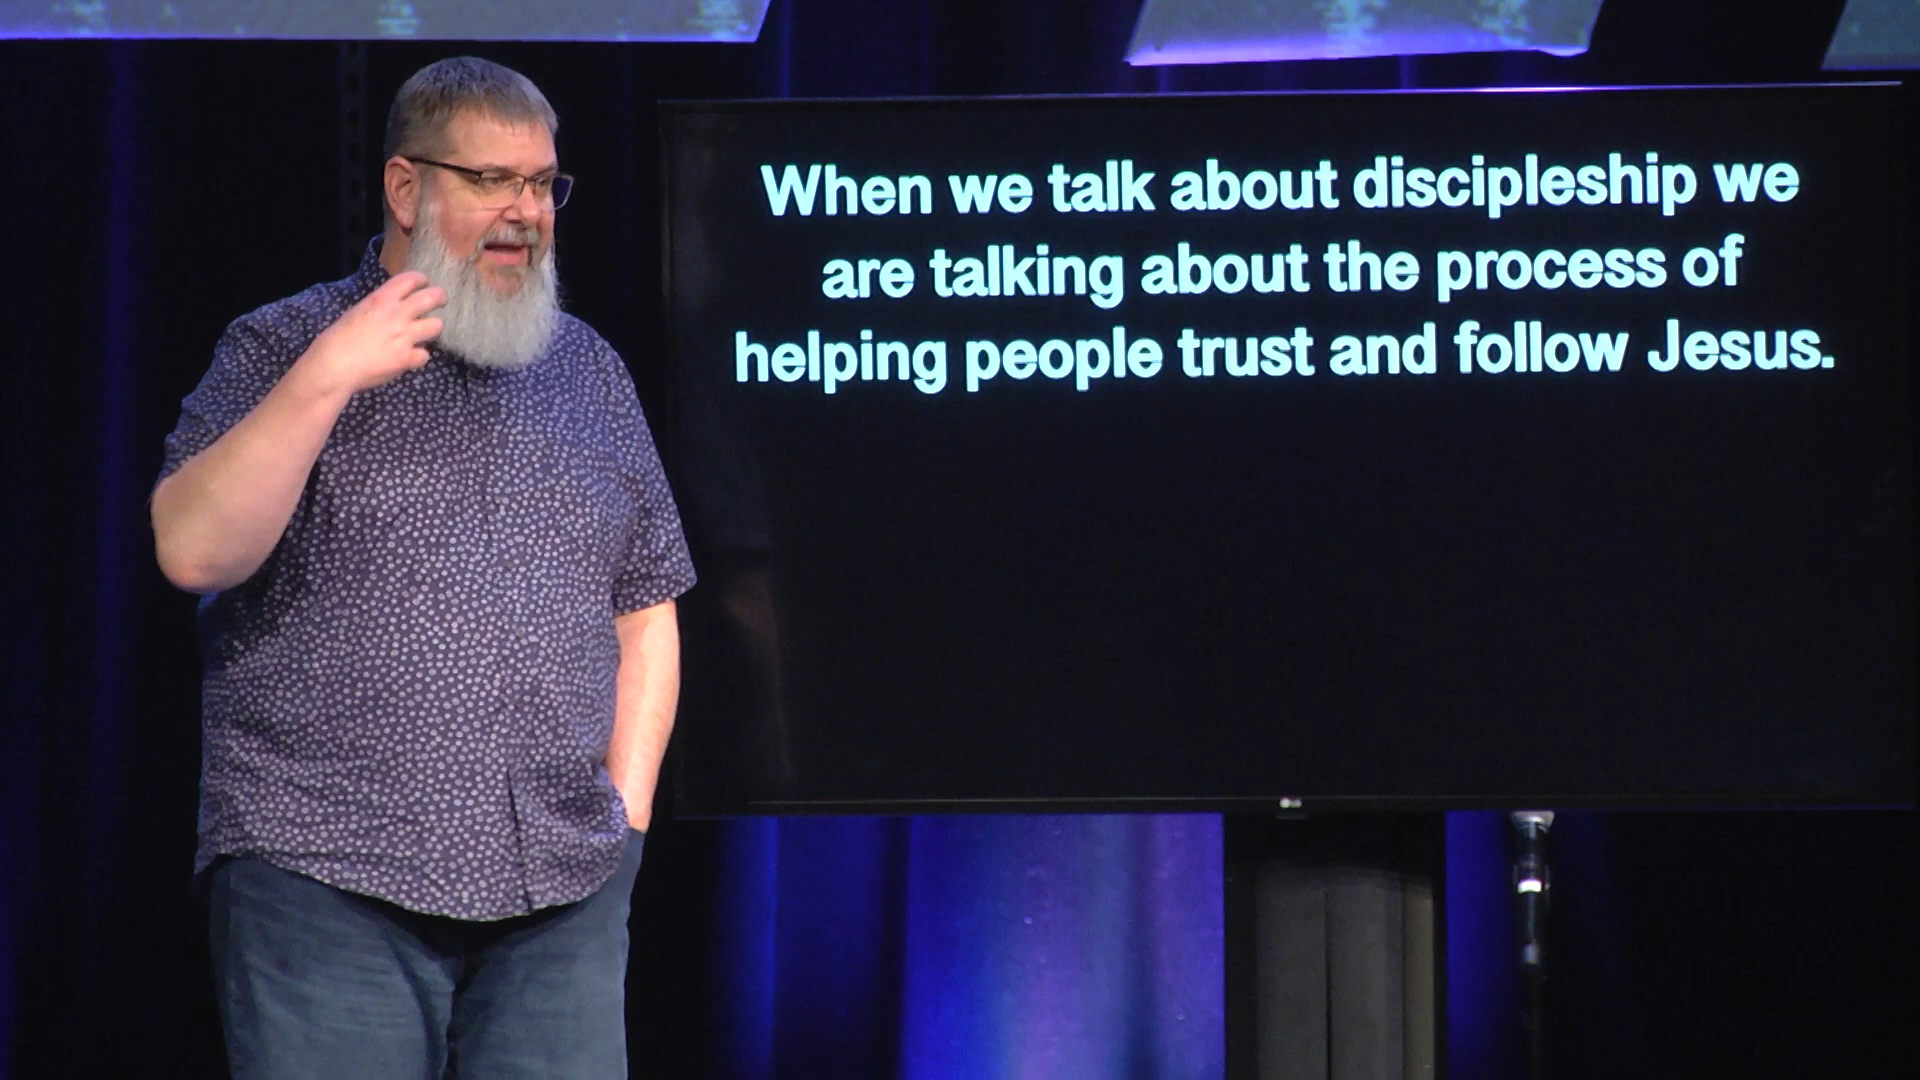 When we talk about discipleship we
are talking about the process of
helping people trust and follow Jesus.